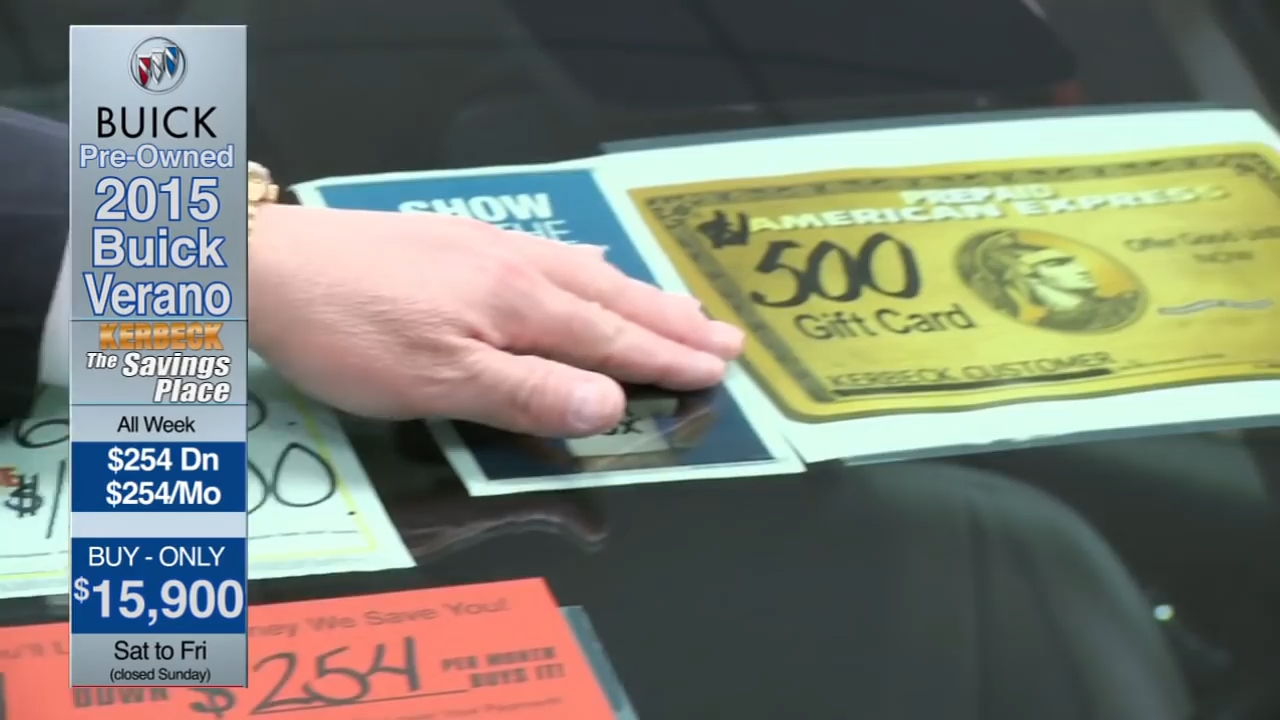 BUICK
Pre-Owned
2015
Buick
Verano
KERBECK
The Savings
Place
All Week
$254 Dn
$254/Mo
BUY - ONLY
$15,900
Sat to Fri
(closed Sunday)
SHOW
THE
PREPAID
AMERICAN EXPRESS
$500
Gift Card
KERBECK CUSTOMER
NOW
We Save You!
DOWN $254 PER MONTH
BUYS IT!